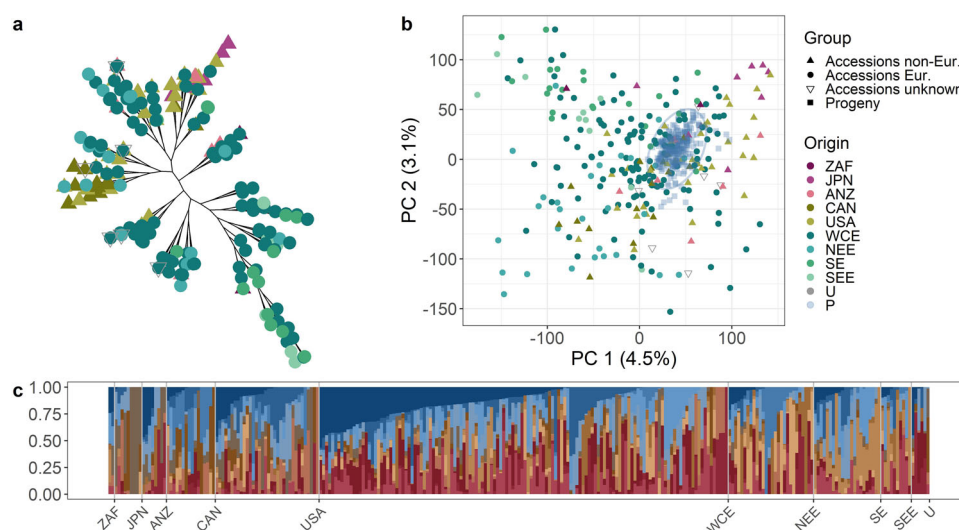 a
b
PC 2 (3.1%)
100
50
0
-50
-100
-150
-100
0
100
PC 1 (4.5%)
Group
Accessions non-Eur.
Accessions Eur.
Accessions unknown
Progeny
Origin
ZAF
JPN
ANZ
CAN
USA
WCE
NEE
SE
SEE
U
P
c
1.00
0.75
0.50
0.25
0.00
ZAF
JPN
ANZ
CAN
USA
WCE
NEE
SE
SEE
U